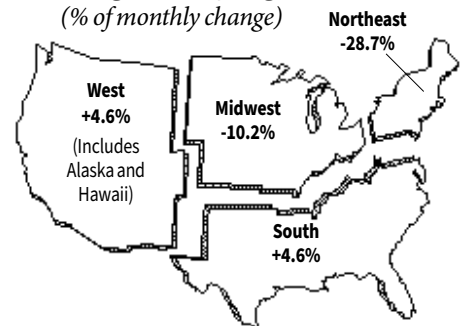 (% of monthly change)
Northeast
-28.7%
West
+4.6%
(Includes
Alaska and
Hawaii)
Midwest
-10.2%
South
+4.6%